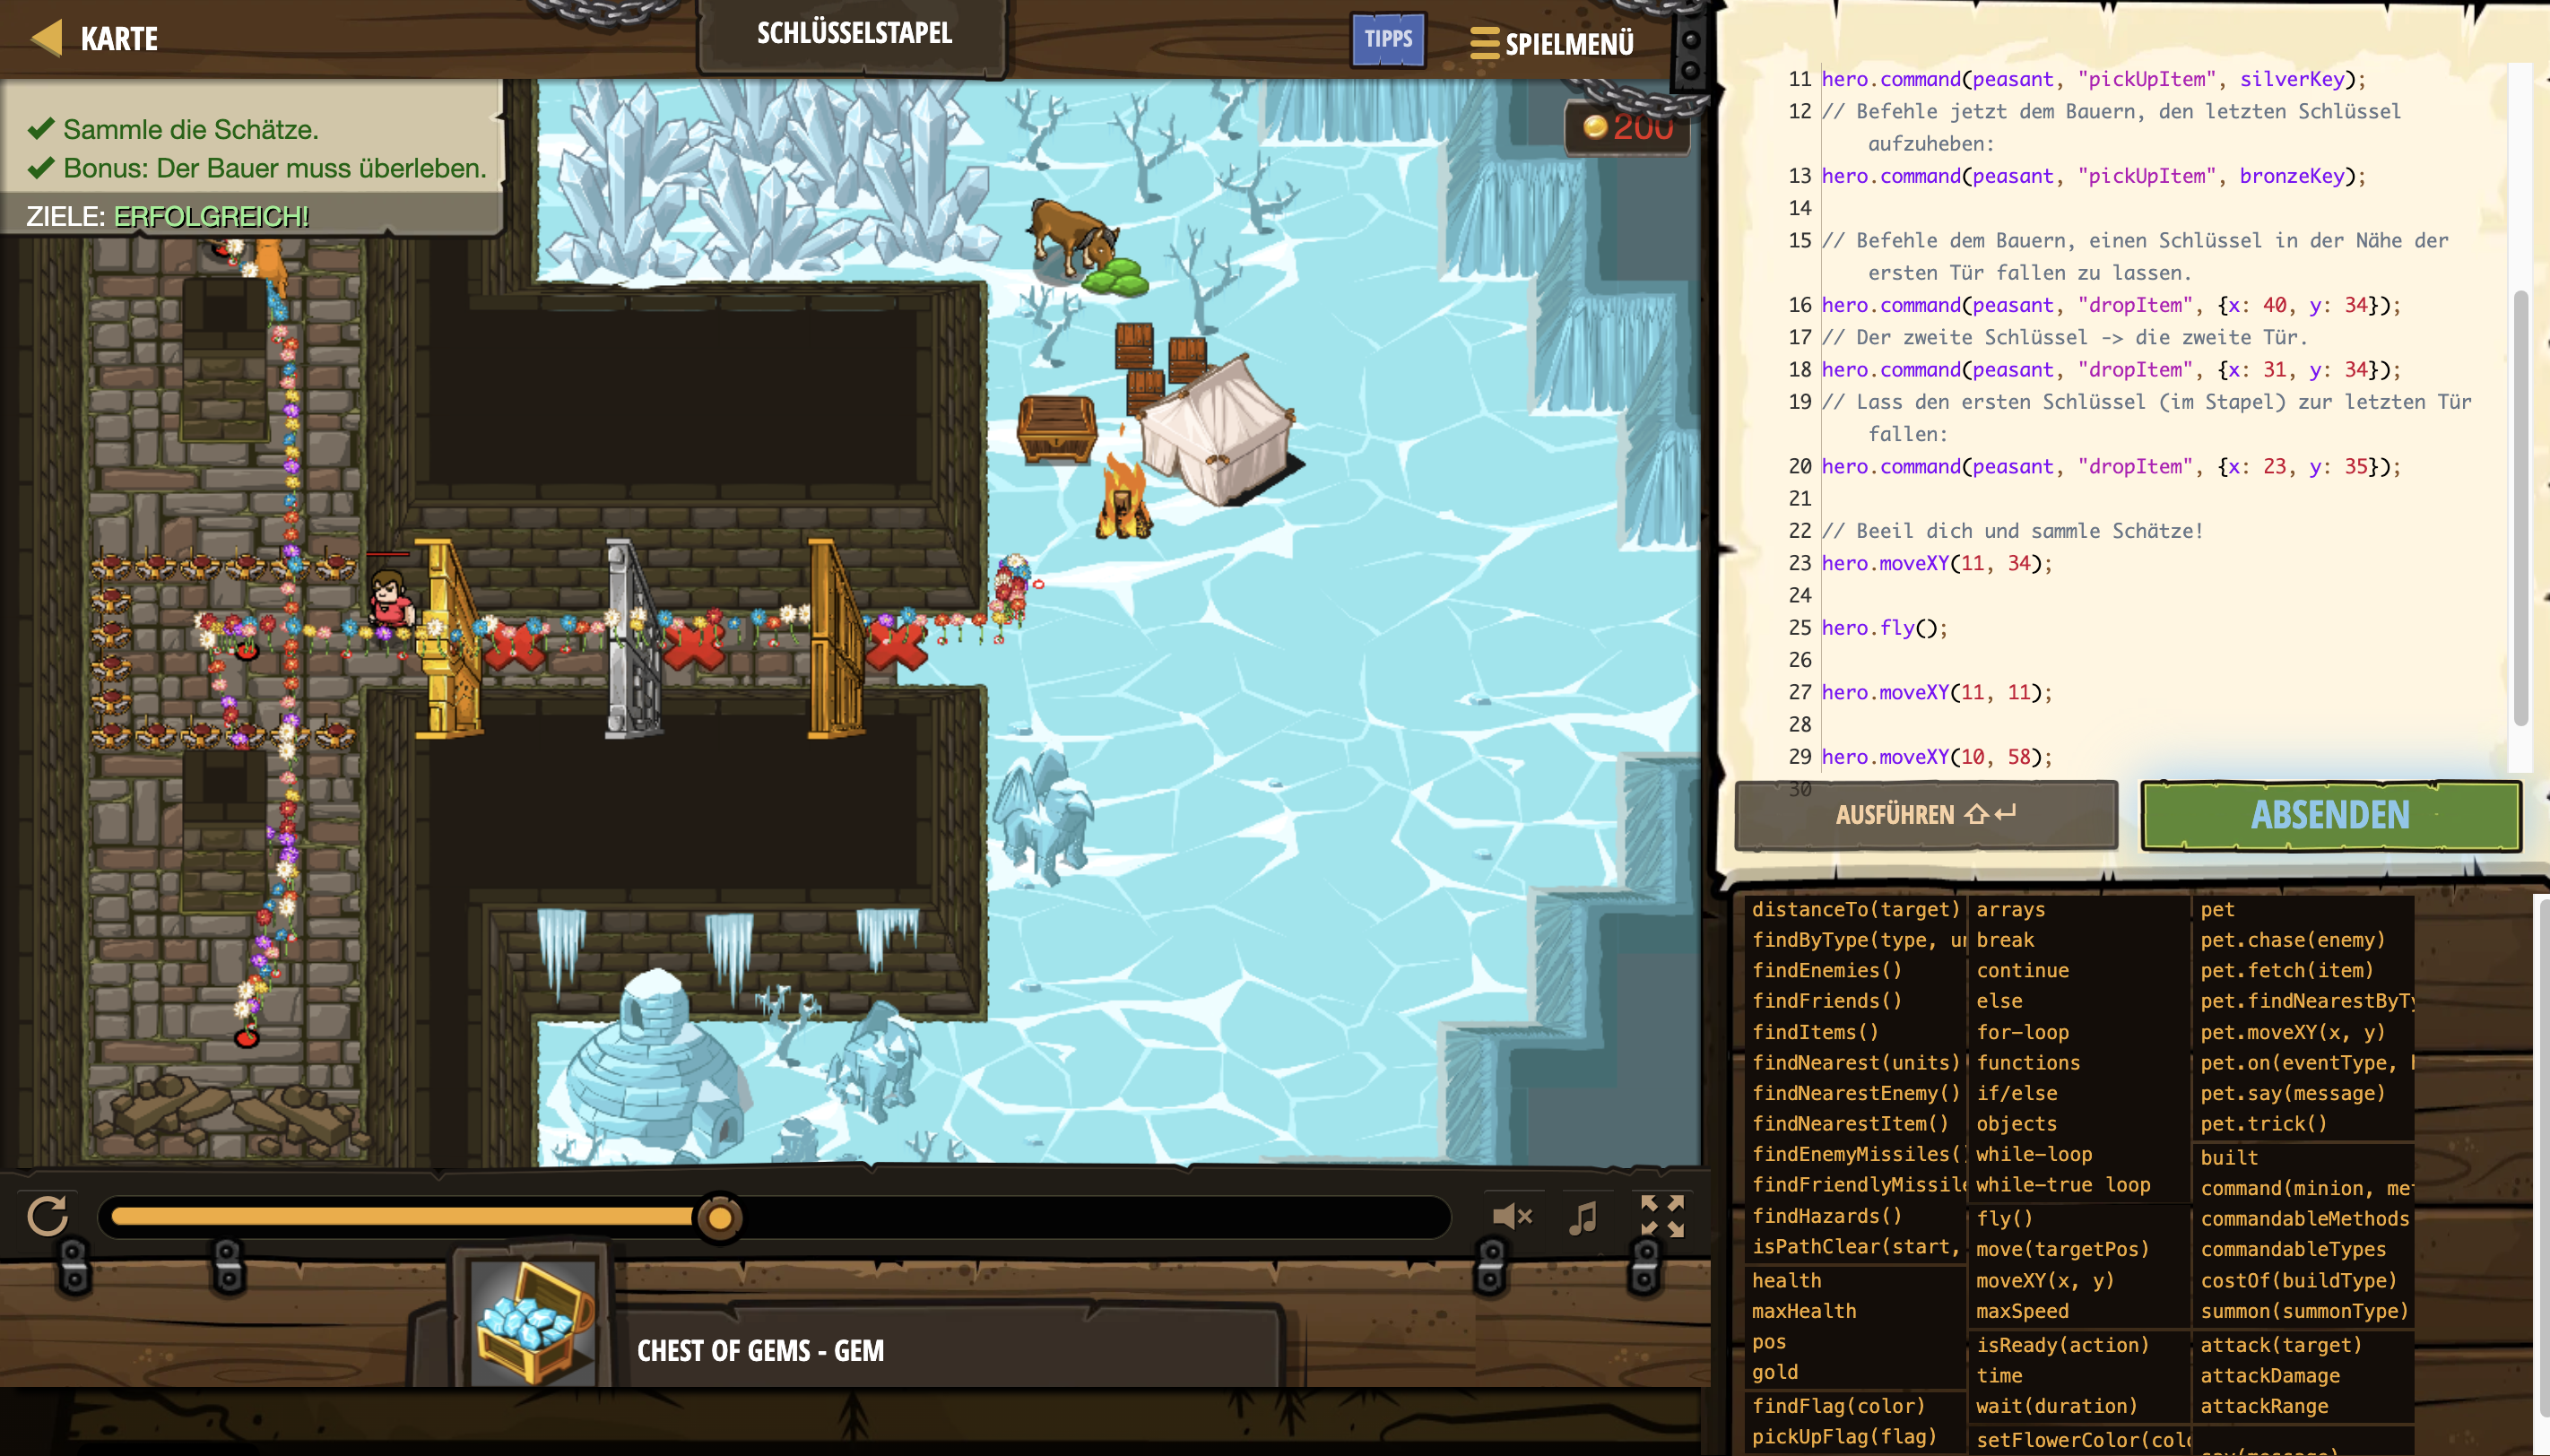 KARTE
SCHLÜSSELSTAPEL
TIPPS
SPIELMENÜ
Sammle die Schätze.
Bonus: Der Bauer muss überleben.
ZIELE: ERFOLGREICH!
200
11 hero.command(peasant, "pickUpItem", silverKey);
12 // Befehle jetzt dem Bauern, den letzten Schlüssel
aufzuheben:
13 hero.command(peasant, "pickUpItem", bronzeKey);
14
15 // Befehle dem Bauern, einen Schlüssel in der Nähe der
ersten Tür fallen zu lassen.
16 hero.command(peasant, "dropItem", {x: 40, y: 34});
17 // Der zweite Schlüssel -> die zweite Tür.
18 hero.command(peasant, "dropItem", {x: 31, y: 34});
19 // Lass den ersten Schlüssel (im Stapel) zur letzten Tür
fallen:
20 hero.command(peasant, "dropItem", {x: 23, y: 35});
21
22 // Beeil dich und sammle Schätze!
23 hero.moveXY(11, 34);
24
25 hero.fly();
26
27 hero.moveXY(11, 11);
28
29 hero.moveXY(10, 58);
30
AUSFÜHREN
ABSENDEN
distanceTo(target)
findByType(type, u
findEnemies()
findFriends()
findItems()
findNearest(units)
findNearestEnemy()
findNearestItem()
findEnemyMissiles(
findFriendlyMissile
findHazards()
isPathClear(start,
health
maxHealth
pos
gold
findFlag(color)
pickUpFlag(flag)
arrays
break
continue
else
for-loop
functions
if/else
objects
while-loop
while-true loop
fly()
move(targetPos)
moveXY(x, y)
maxSpeed
isReady(action)
time
wait(duration)
setFlowerColor(col
pet
pet.chase(enemy)
pet.fetch(item)
pet.findNearestByTy
pet.moveXY(x, y)
pet.on(eventType,
pet.say(message)
pet.trick()
built
command(minion, me
commandableMethods
commandableTypes
costOf(buildType)
summon(summonType)
attack(target)
attackDamage
attackRange
say(message)
CHEST OF GEMS - GEM